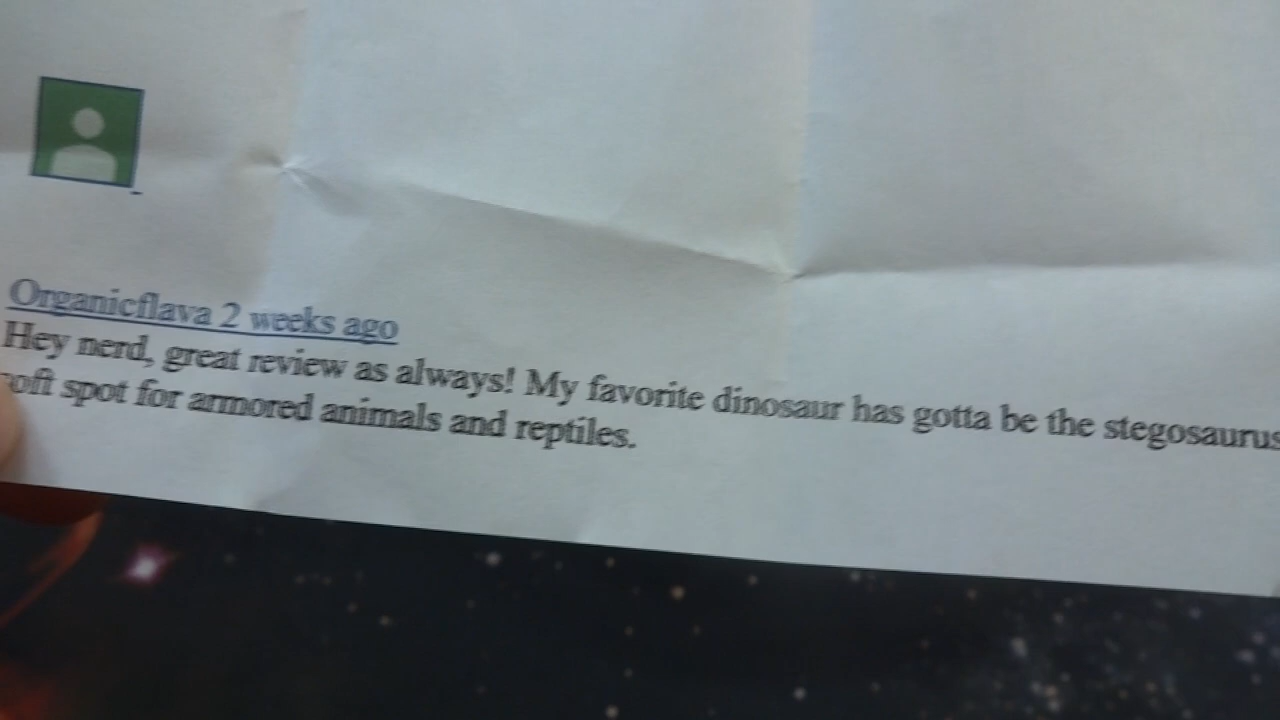 Organicflava 2 weeks ago
Hey nerd, great review as always! My favorite dinosaur has gotta be the stegosaurus
soft spot for armored animals and reptiles.